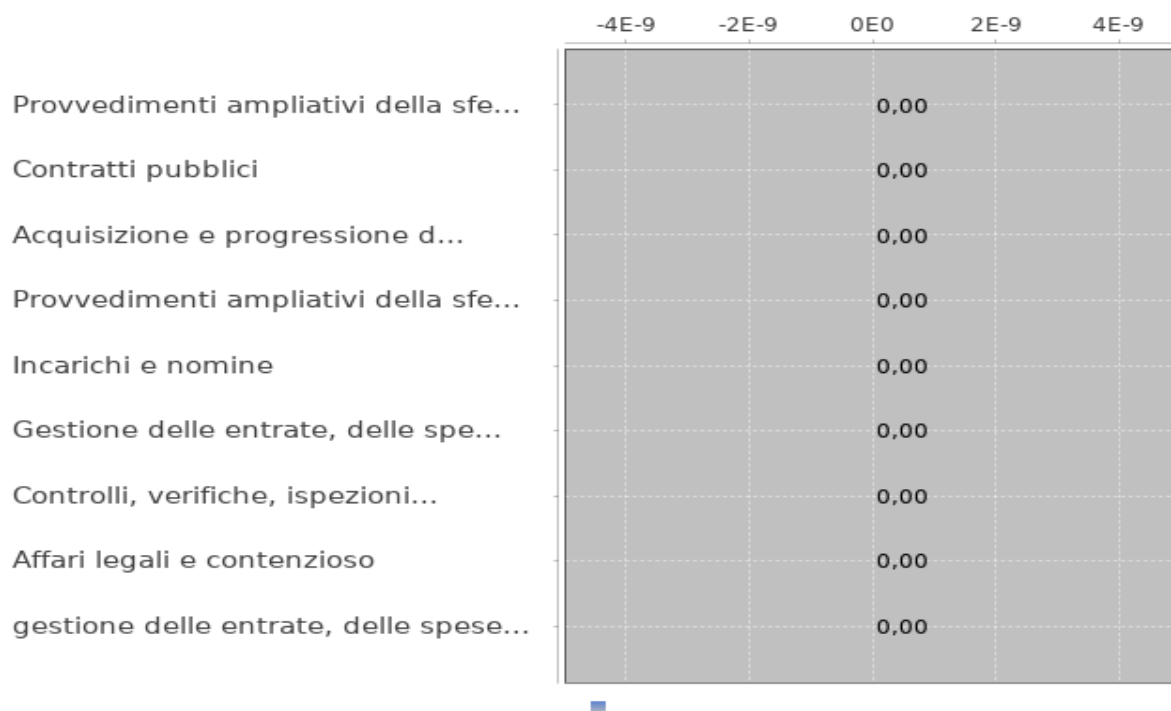 -4E-9 -2E-9 0E0 2E-9 4E-9
Provvedimenti ampliativi della sfe... 0,00
Contratti pubblici 0,00
Acquisizione e progressione d... 0,00
Provvedimenti ampliativi della sfe... 0,00
Incarichi e nomine 0,00
Gestione delle entrate, delle spe... 0,00
Controlli, verifiche, ispezioni... 0,00
Affari legali e contenzioso 0,00
gestione delle entrate, delle spese... 0,00